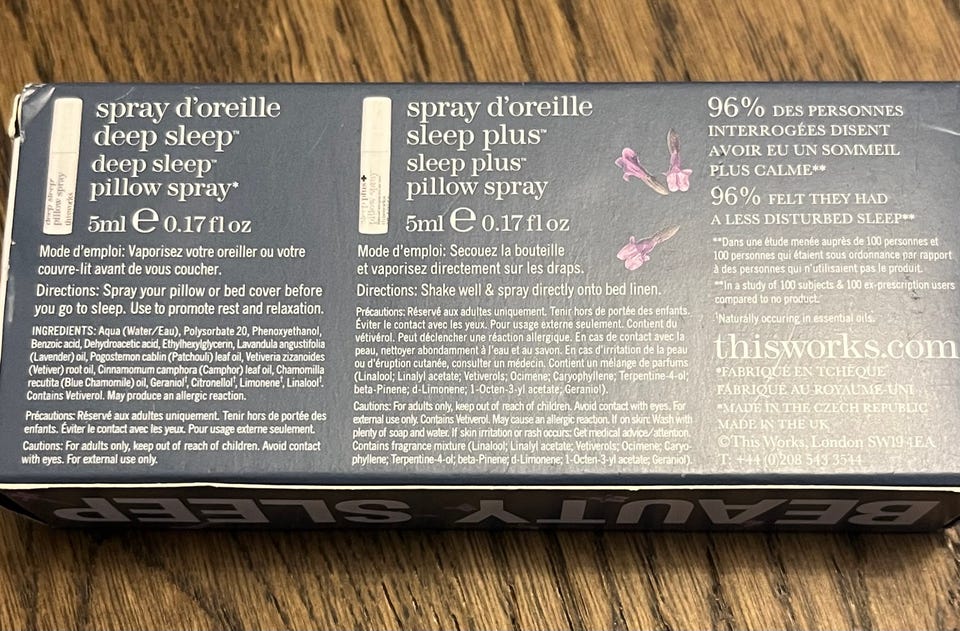 spray d'oreille
deep sleep™
deep sleep™
pillow spray*
5ml ℮ 0.17 fl oz
Mode d'emploi: Vaporisez votre oreiller ou votre
couvre-lit avant de vous coucher.
Directions: Spray your pillow or bed cover before
you go to sleep. Use to promote rest and relaxation.
INGREDIENTS: Aqua (Water/Eau), Polysorbate 20, Phenoxyethanol,
Benzoic acid, Dehydroacetic acid, Ethylhexylglycerin, Lavandula angustifolia
(Lavender) oil, Pogostemon cablin (Patchouli) leaf oil, Vetiveria zizanoides
(Vetiver) root oil, Cinnamomum camphora (Camphor) leaf oil, Chamomilla
recutita (Blue Chamomile) oil, Geraniol†, Citronellol†, Limonene†, Linalool†.
Contains Vetiverol. May produce an allergic reaction.
Précautions: Réservé aux adultes uniquement. Tenir hors de portée des
enfants. Éviter le contact avec les yeux. Pour usage externe seulement.
Cautions: For adults only, keep out of reach of children. Avoid contact
with eyes. For external use only.
deep sleep
pillow spray
thisworks
spray d'oreille
sleep plus™
sleep plus™
pillow spray
5ml ℮ 0.17 fl oz
Mode d'emploi: Secouez la bouteille
et vaporisez directement sur les draps.
Directions: Shake well & spray directly onto bed linen.
Précautions: Réservé aux adultes uniquement. Tenir hors de portée des enfants.
Éviter le contact avec les yeux. Pour usage externe seulement. Contient du
vétivérol. Peut déclencher une réaction allergique. En cas de contact avec la
peau, nettoyer abondamment à l'eau et au savon. En cas d'irritation de la peau
ou d'éruption cutanée, consulter un médecin. Contient un mélange de parfums
(Linalool; Linalyl acetate; Vetiverols; Ocimene; Caryophyllene; Terpentine-4-ol;
beta-Pinene; d-Limonene; 1-Octen-3-yl acetate; Geraniol).
Cautions: For adults only, keep out of reach of children. Avoid contact with eyes. For
external use only. Contains Vetiverol. May cause an allergic reaction. If on skin: Wash with
plenty of soap and water. If skin irritation or rash occurs: Get medical advice/attention.
Contains fragrance mixture (Linalool; Linalyl acetate; Vetiverols; Ocimene; Caryo-
phyllene; Terpentine-4-ol; beta-Pinene; d-Limonene; 1-Octen-3-yl acetate; Geraniol).
sleep plus+
pillow spray
96% DES PERSONNES
INTERROGÉES DISENT
AVOIR EU UN SOMMEIL
PLUS CALME**
96% FELT THEY HAD
A LESS DISTURBED SLEEP**
**Dans une étude menée auprès de 100 personnes et
100 personnes qui étaient sous ordonnance par rapport
à des personnes qui n'utilisaient pas le produit.
**In a study of 100 subjects & 100 ex-prescription users
compared to no product.
†Naturally occuring in essential oils.
thisworks.com
*FABRIQUÉ EN TCHÉQUE
FABRIQUÉ AU ROYAUME-UNI
*MADE IN THE CZECH REPUBLIC
MADE IN THE UK
©This Works, London SW19 4EA
T: +44 (0)208 543 3544
BEAUTY SLEEP